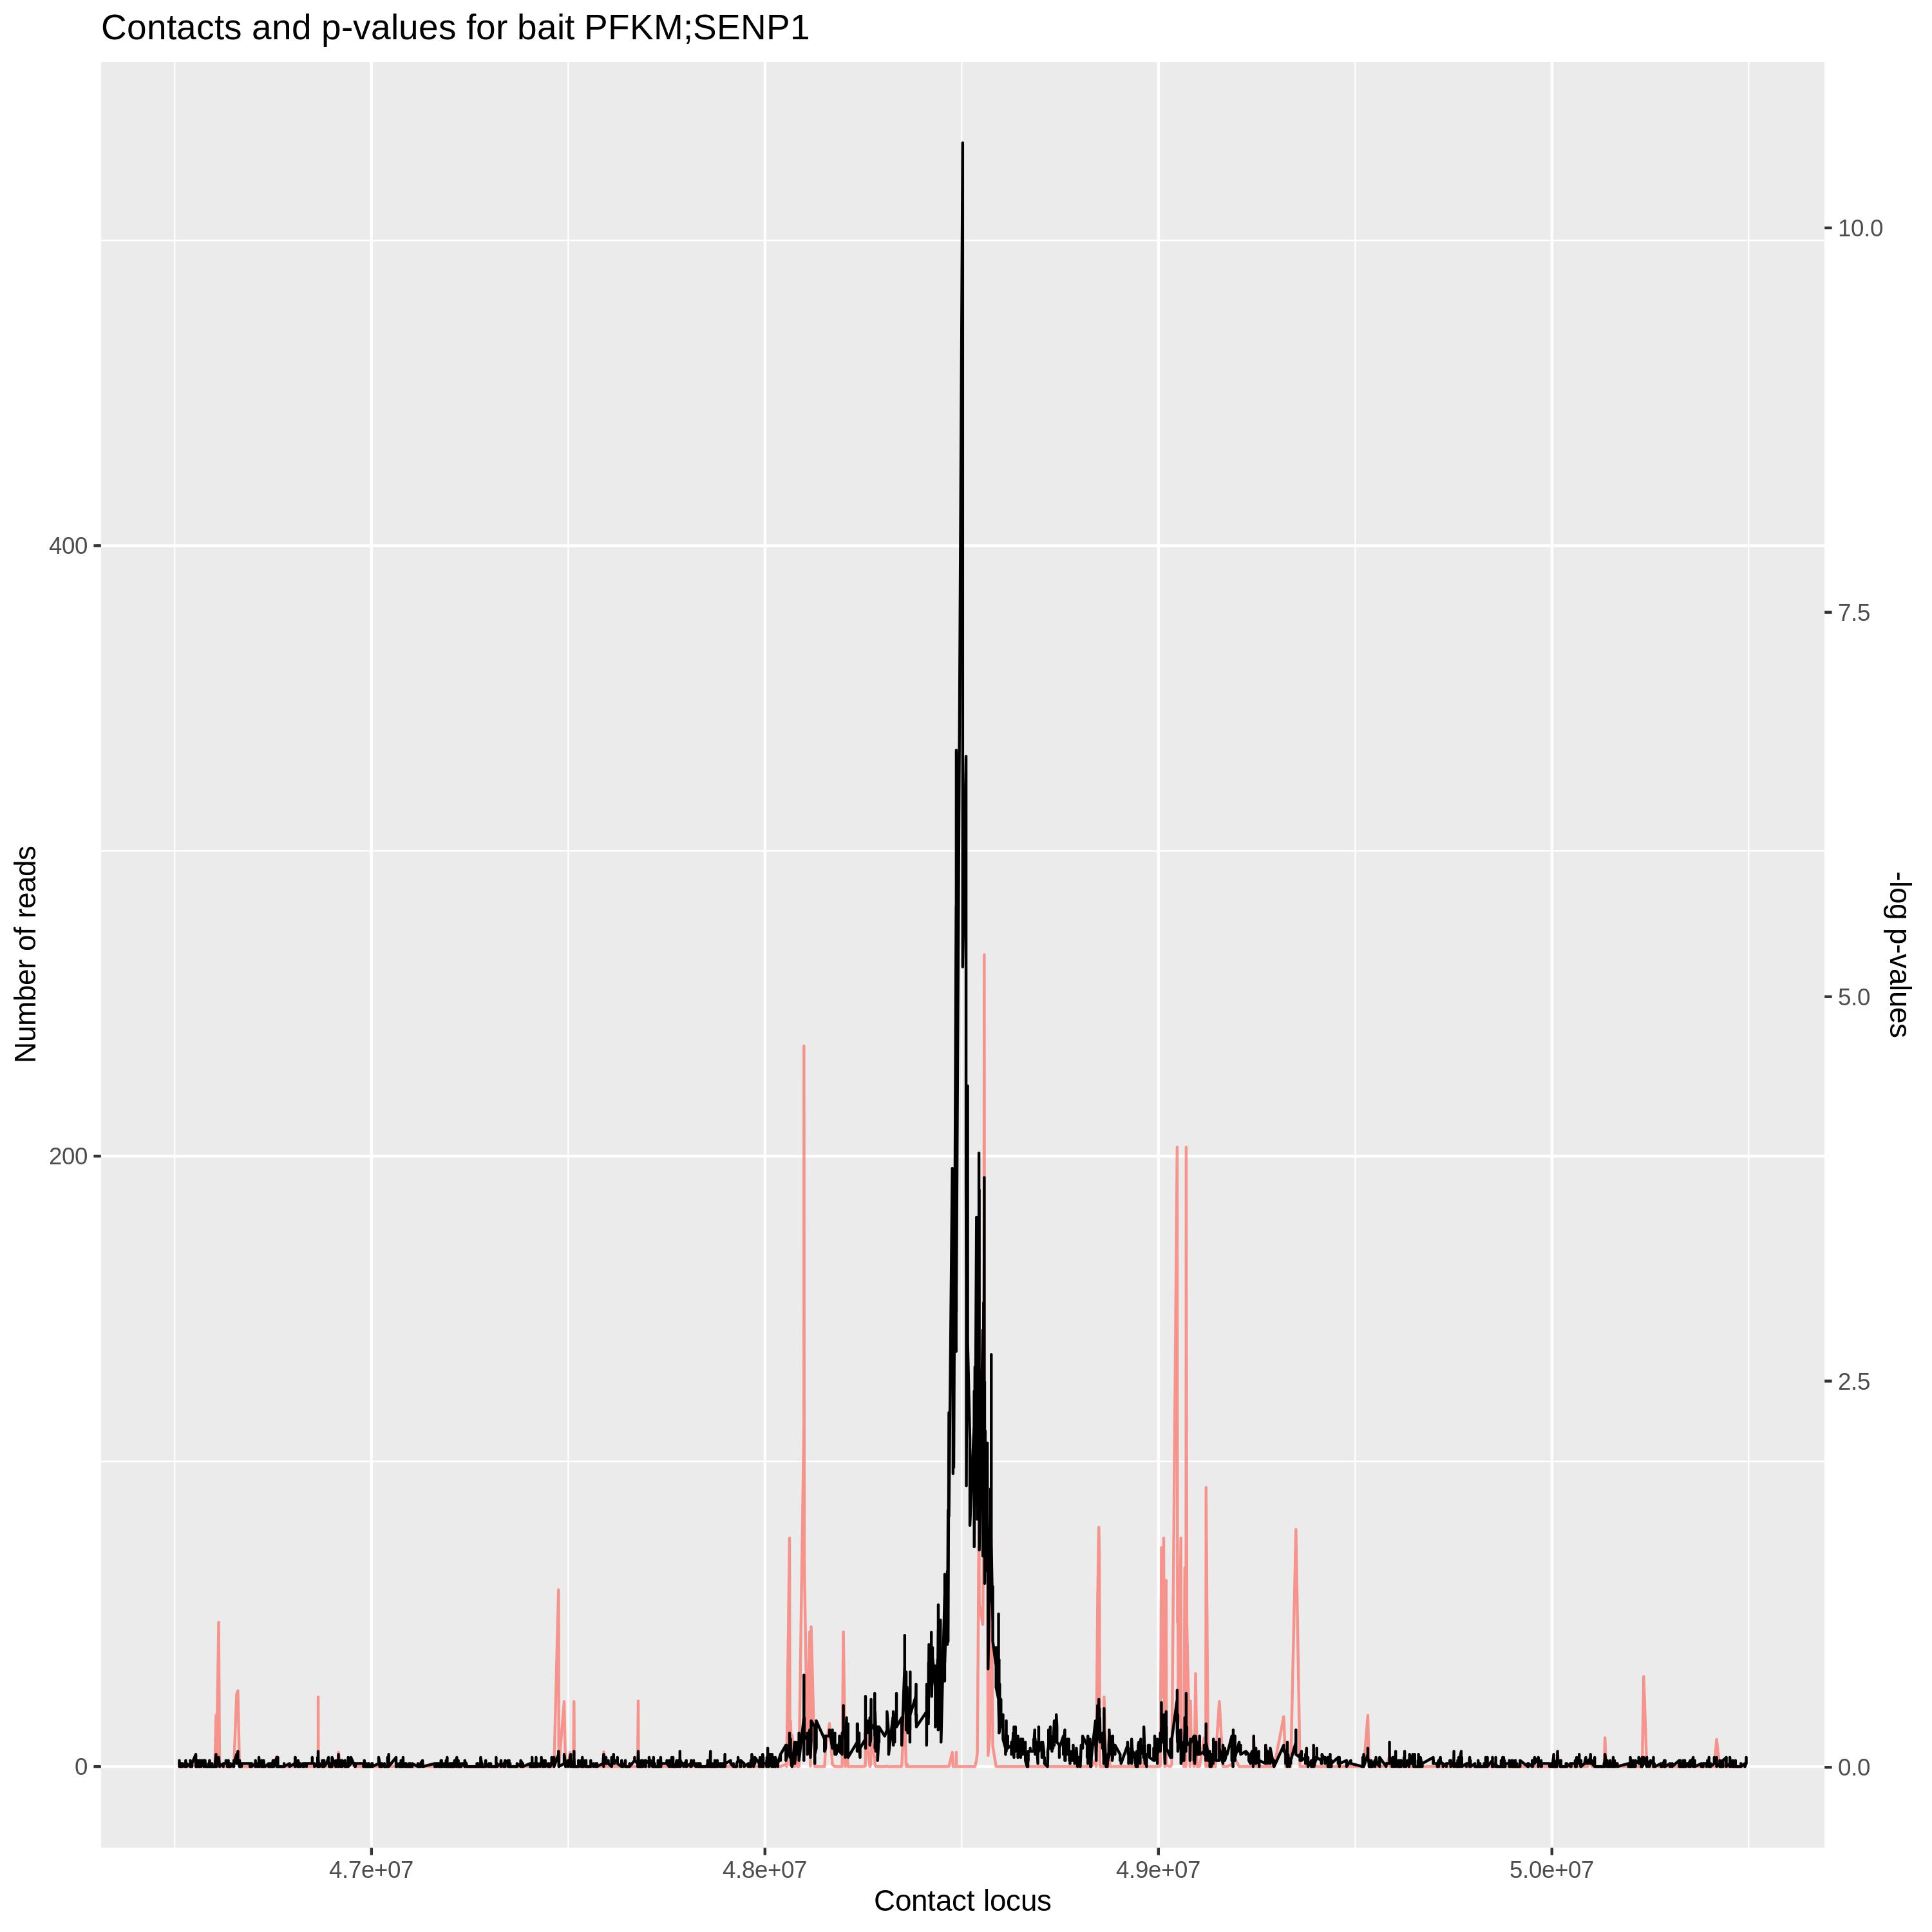 Contacts and p-values for bait PFKM;SENP1
Number of reads
400
200
0
10.0
7.5
5.0
2.5
0.0
-log p-values
4.7e+07
4.8e+07
4.9e+07
5.0e+07
Contact locus